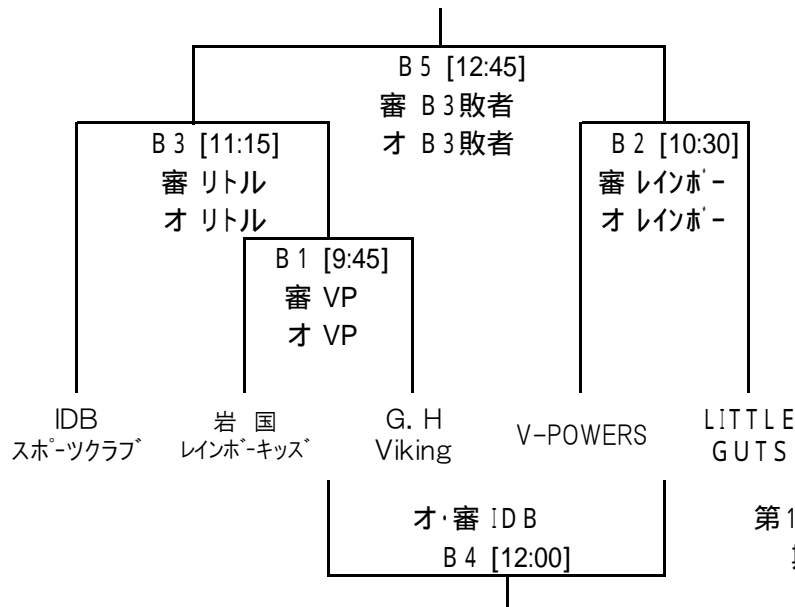 B5 [12:45]
審 B3敗者
オ B3敗者
B3 [11:15]
審 リトル
オ リトル
B2 [10:30]
審 レインボー
オ レインボー
B1 [9:45]
審 VP
オ VP
IDB
スポーツクラブ
岩国
レインボーキッズ
G.H
Viking
V-POWERS
LITTLE
GUTS
オ・審 IDB
B4 [12:00]
第1